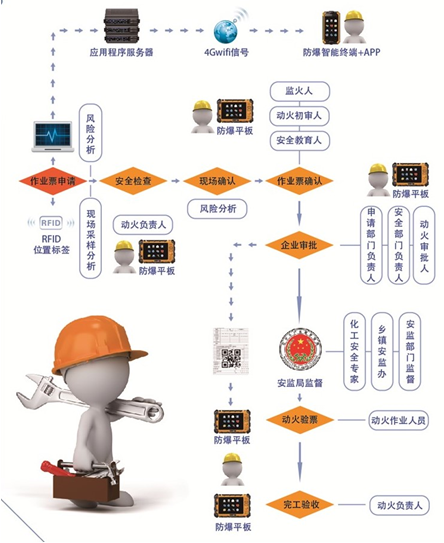 应用程序服务器
4Gwifi信号
防爆智能终端+APP
监火人
动火初审人
安全教育人
防爆平板
风险分析
作业票申请
安全检查
现场确认
作业票确认
防爆平板
RFID
RFID
位置标签
现场采样分析
动火负责人
防爆平板
风险分析
企业审批
申请部门负责人
安全部门负责人
动火审批人
安监局监督
化工安全专家
乡镇安监办
安监部门监督
防爆平板
动火验票
动火作业人员
防爆平板
完工验收
动火负责人